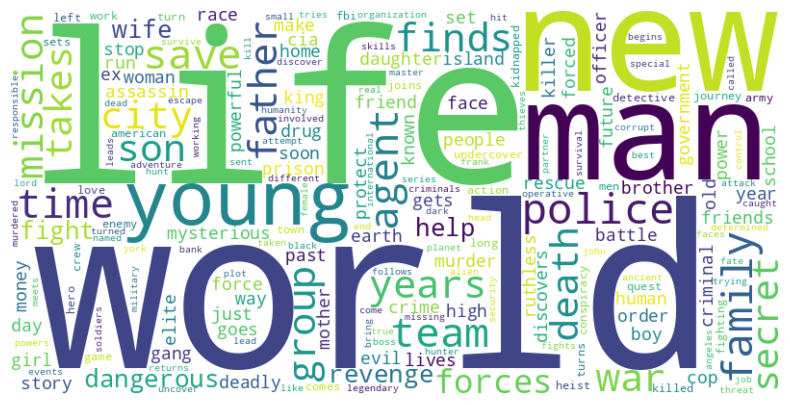 life
new
world
man
young
police
time
city
son
father
finds
save
mission
takes
agent
family
secret
death
war
years
team
group
forces
revenge
dangerous
help
fight
wife
daughter
island
home
cia
fbi
organization
set
officer
begins
special
called
killer
forced
kidnapped
detective
journey
army
government
future
corrupt
school
power
undercover
people
face
known
friend
king
drug
prison
soon
powerful
assassin
woman
ex
stop
run
race
make
turn
work
left
small
tries
hit
skills
discover
master
joins
real
thieves
kill
survive
sets
responsible
american
dead
escape
working
humanity
involved
attempt
sent
different
leads
adventure
hunt
lord
love
murdered
turned
enemy
named
mysterious
york
bank
town
taken
black
earth
end
planet
alien
past
murder
crime
mother
high
long
gets
protect
international
series
criminals
dark
female
action
operative
men
rescue
partner
survival
frank
best
control
brother
old
attack
caught
year
friends
battle
head
determined
john
faces
fate
trying
ancient
quest
human
order
boy
conspiracy
discovers
ruthless
criminal
fighting
angeles
cop
job
threat
killed
heist
turns
fights
security
missing
hunter
legendary
boss
true
come
bring
follows
lives
evil
like
comes
lead
plot
military
force
way
just
goes
elite
gang
hero
crew
meets
money
day
girl
powers
story
events
game
returns
soldiers
uncover
deadly